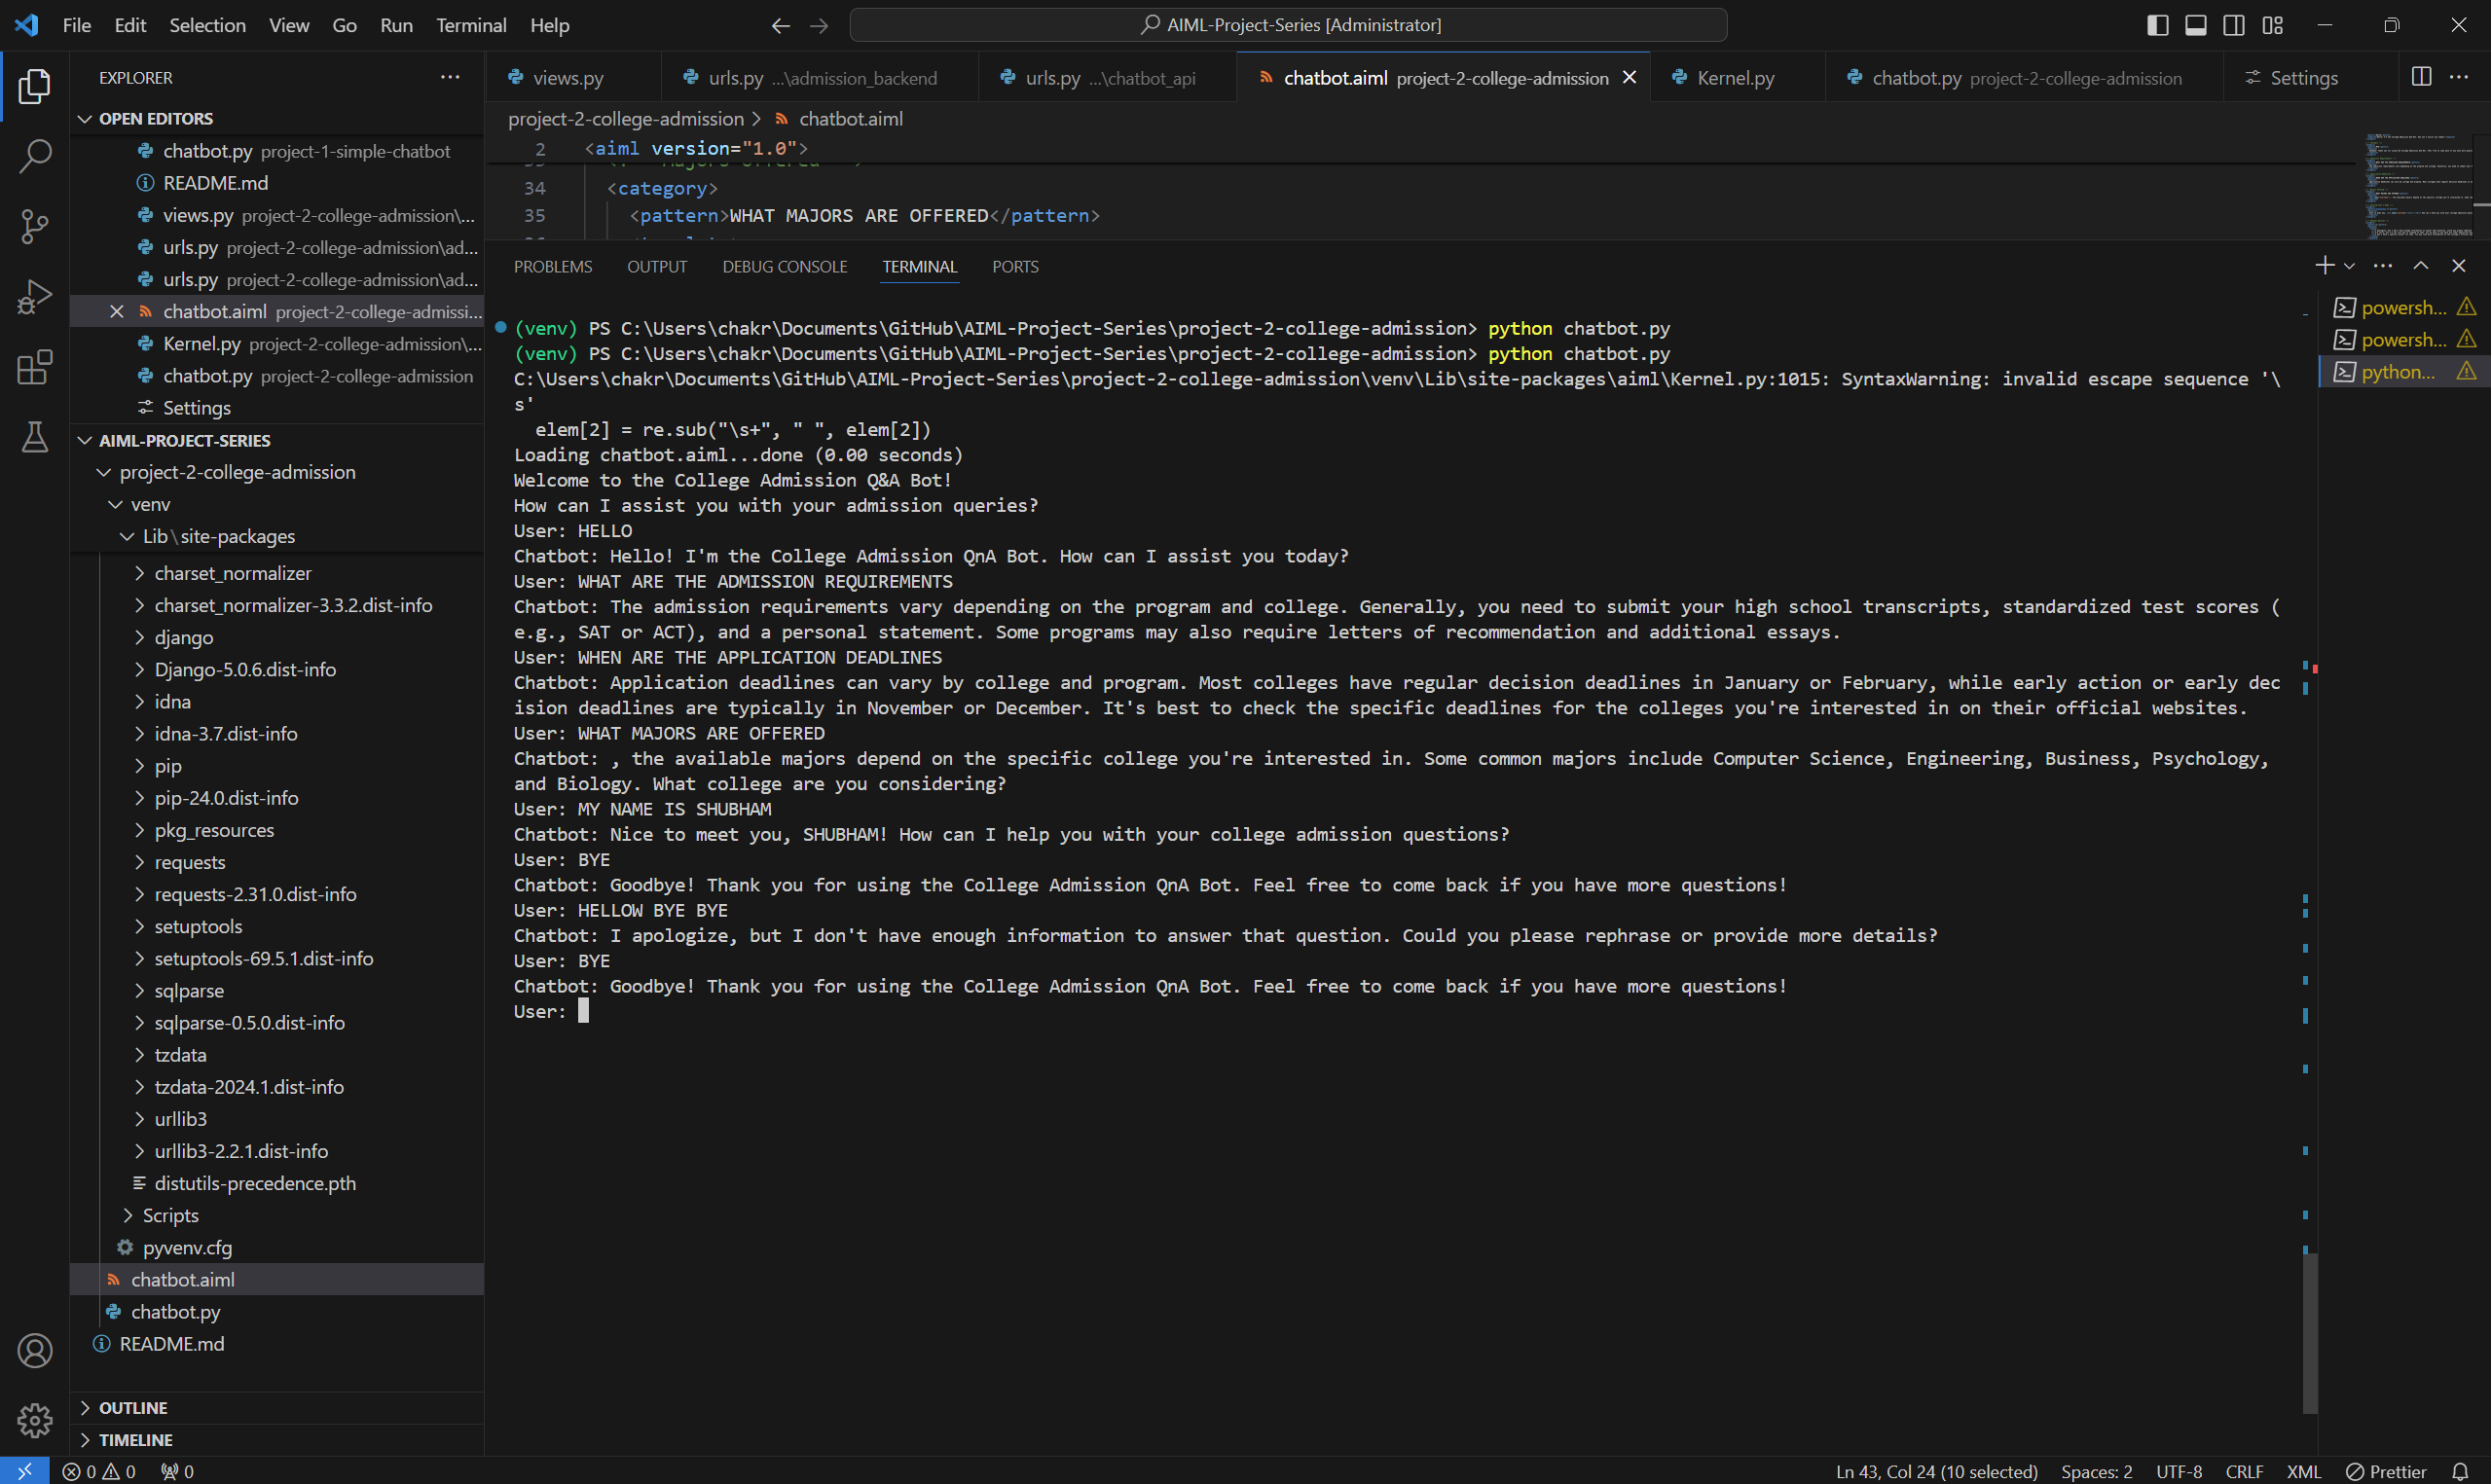 File Edit Selection View Go Run Terminal Help
AIML-Project-Series [Administrator]
EXPLORER
OPEN EDITORS
chatbot.py project-1-simple-chatbot
README.md
views.py project-2-college-admission\...
urls.py project-2-college-admission\ad...
urls.py project-2-college-admission\ad...
chatbot.aiml project-2-college-admissi...
Kernel.py project-2-college-admission\...
chatbot.py project-2-college-admission
Settings
AIML-PROJECT-SERIES
project-2-college-admission
venv
Lib\site-packages
charset_normalizer
charset_normalizer-3.3.2.dist-info
django
Django-5.0.6.dist-info
idna
idna-3.7.dist-info
pip
pip-24.0.dist-info
pkg_resources
requests
requests-2.31.0.dist-info
setuptools
setuptools-69.5.1.dist-info
sqlparse
sqlparse-0.5.0.dist-info
tzdata
tzdata-2024.1.dist-info
urllib3
urllib3-2.2.1.dist-info
distutils-precedence.pth
Scripts
pyvenv.cfg
chatbot.aiml
chatbot.py
README.md
OUTLINE
TIMELINE
views.py urls.py ...\admission_backend urls.py ...\chatbot_api chatbot.aiml project-2-college-admission Kernel.py chatbot.py project-2-college-admission Settings
project-2-college-admission > chatbot.aiml
2 <aiml version="1.0">
34 <category>
35 <pattern>WHAT MAJORS ARE OFFERED</pattern>
PROBLEMS OUTPUT DEBUG CONSOLE TERMINAL PORTS
powersh...
powersh...
python...
(venv) PS C:\Users\chakr\Documents\GitHub\AIML-Project-Series\project-2-college-admission> python chatbot.py
(venv) PS C:\Users\chakr\Documents\GitHub\AIML-Project-Series\project-2-college-admission> python chatbot.py
C:\Users\chakr\Documents\GitHub\AIML-Project-Series\project-2-college-admission\venv\Lib\site-packages\aiml\Kernel.py:1015: SyntaxWarning: invalid escape sequence '\
s'
elem[2] = re.sub("\s+", " ", elem[2])
Loading chatbot.aiml...done (0.00 seconds)
Welcome to the College Admission Q&A Bot!
How can I assist you with your admission queries?
User: HELLO
Chatbot: Hello! I'm the College Admission QnA Bot. How can I assist you today?
User: WHAT ARE THE ADMISSION REQUIREMENTS
Chatbot: The admission requirements vary depending on the program and college. Generally, you need to submit your high school transcripts, standardized test scores (
e.g., SAT or ACT), and a personal statement. Some programs may also require letters of recommendation and additional essays.
User: WHEN ARE THE APPLICATION DEADLINES
Chatbot: Application deadlines can vary by college and program. Most colleges have regular decision deadlines in January or February, while early action or early dec
ision deadlines are typically in November or December. It's best to check the specific deadlines for the colleges you're interested in on their official websites.
User: WHAT MAJORS ARE OFFERED
Chatbot: , the available majors depend on the specific college you're interested in. Some common majors include Computer Science, Engineering, Business, Psychology,
and Biology. What college are you considering?
User: MY NAME IS SHUBHAM
Chatbot: Nice to meet you, SHUBHAM! How can I help you with your college admission questions?
User: BYE
Chatbot: Goodbye! Thank you for using the College Admission QnA Bot. Feel free to come back if you have more questions!
User: HELLOW BYE BYE
Chatbot: I apologize, but I don't have enough information to answer that question. Could you please rephrase or provide more details?
User: BYE
Chatbot: Goodbye! Thank you for using the College Admission QnA Bot. Feel free to come back if you have more questions!
User:
0 0 0
Ln 43, Col 24 (10 selected) Spaces: 2 UTF-8 CRLF XML Prettier